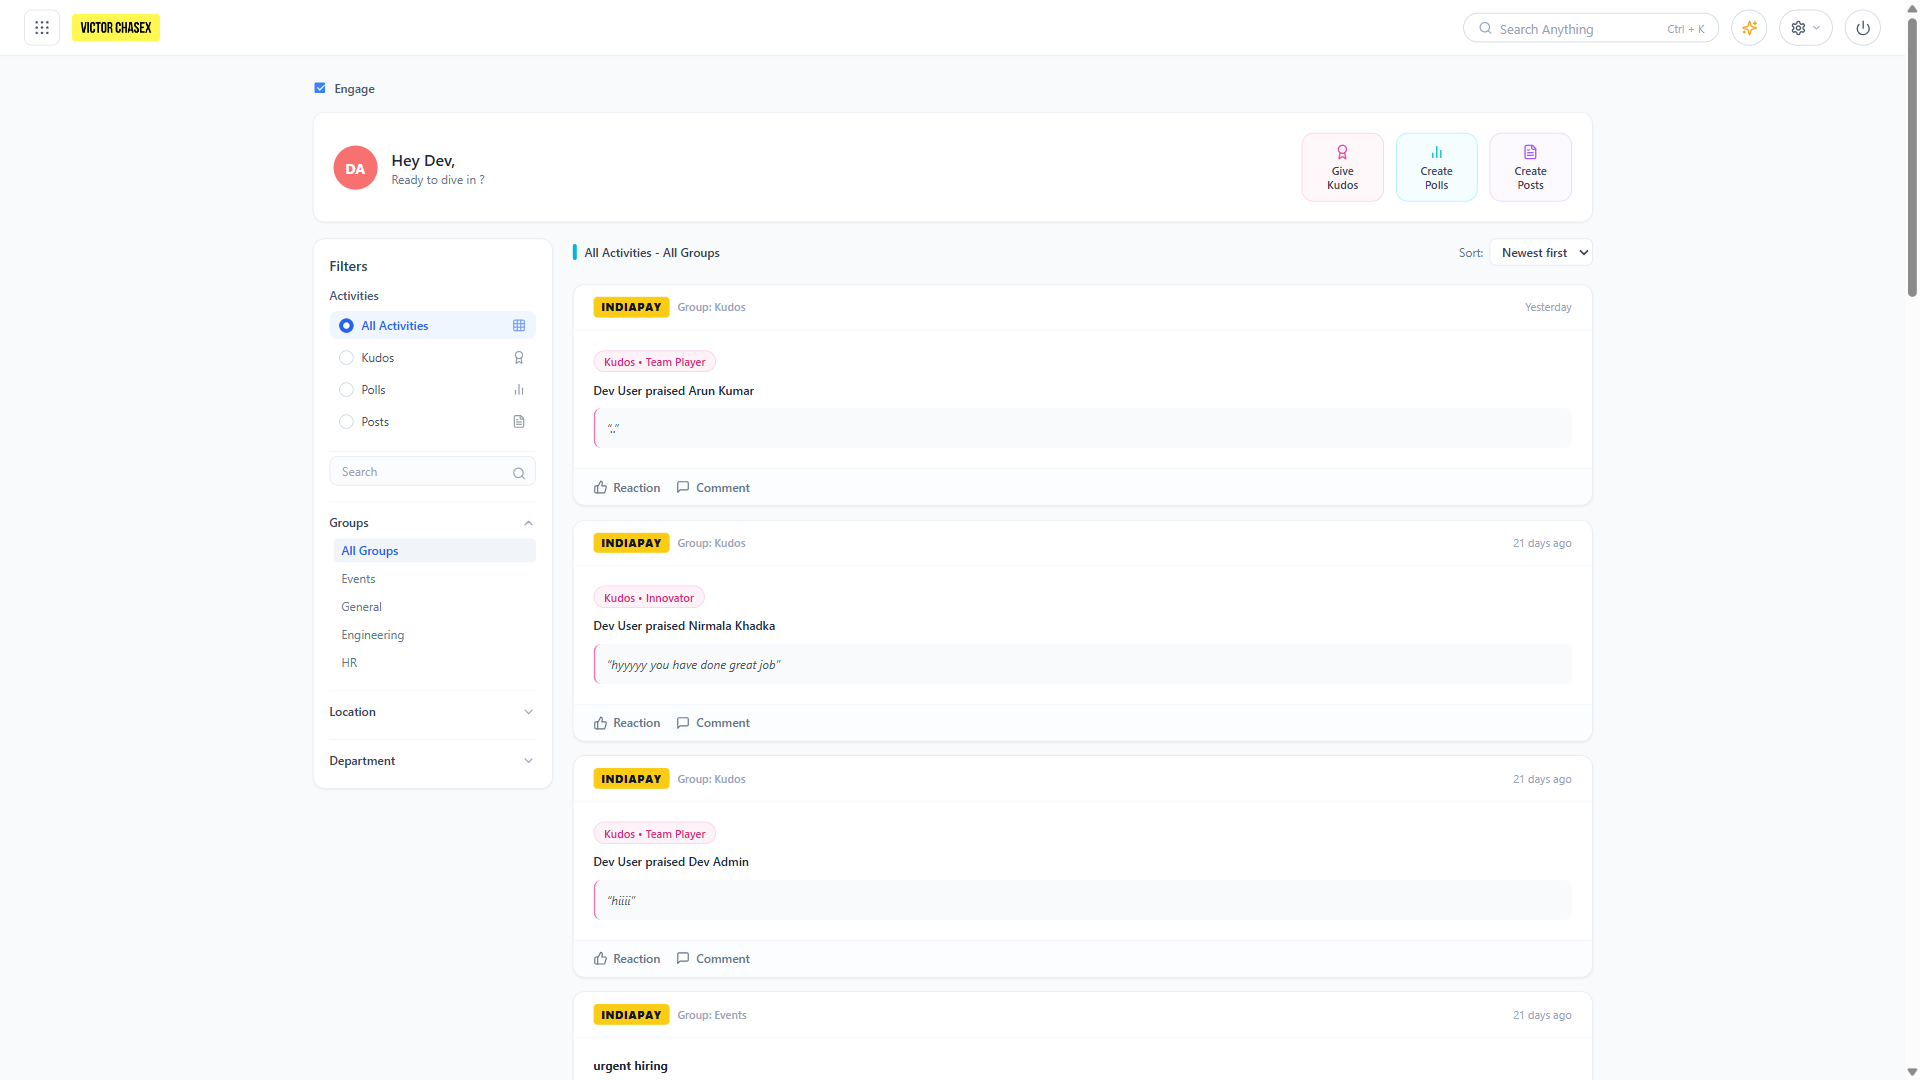 VICTOR CHASEX
Search Anything
Ctrl + K
Engage
DA
Hey Dev,
Ready to dive in ?
Give
Kudos
Create
Polls
Create
Posts
Filters
Activities
All Activities
Kudos
Polls
Posts
Search
Groups
All Groups
Events
General
Engineering
HR
Location
Department
All Activities - All Groups
Sort:
Newest first
INDIAPAY
Group: Kudos
Yesterday
Kudos • Team Player
Dev User praised Arun Kumar
“..”
Reaction
Comment
INDIAPAY
Group: Kudos
21 days ago
Kudos • Innovator
Dev User praised Nirmala Khadka
“hyyyyy you have done great job”
Reaction
Comment
INDIAPAY
Group: Kudos
21 days ago
Kudos • Team Player
Dev User praised Dev Admin
“hiiii”
Reaction
Comment
INDIAPAY
Group: Events
21 days ago
urgent hiring